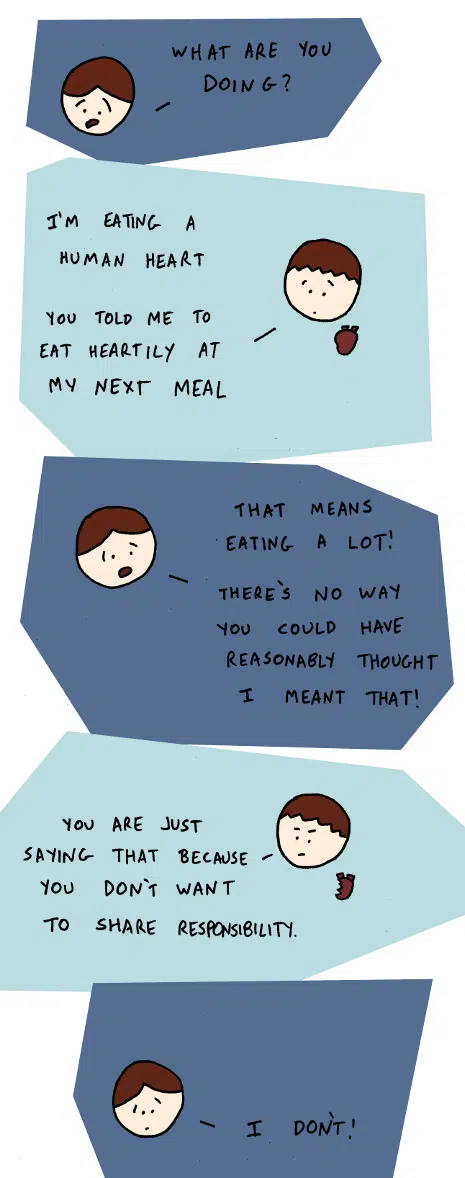 WHAT ARE YOU
DOING?
I'M EATING A
HUMAN HEART
YOU TOLD ME TO
EAT HEARTILY AT
MY NEXT MEAL
THAT MEANS
EATING A LOT!
THERE'S NO WAY
YOU COULD HAVE
REASONABLY THOUGHT
I MEANT THAT!
YOU ARE JUST
SAYING THAT BECAUSE
YOU DON'T WANT
TO SHARE RESPONSIBILITY.
I DON'T!